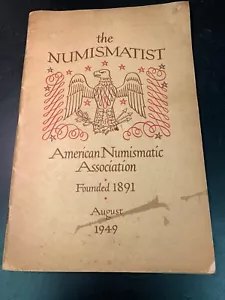 the
NUMISMATIST
American Numismatic
Association
Founded 1891
August
1949